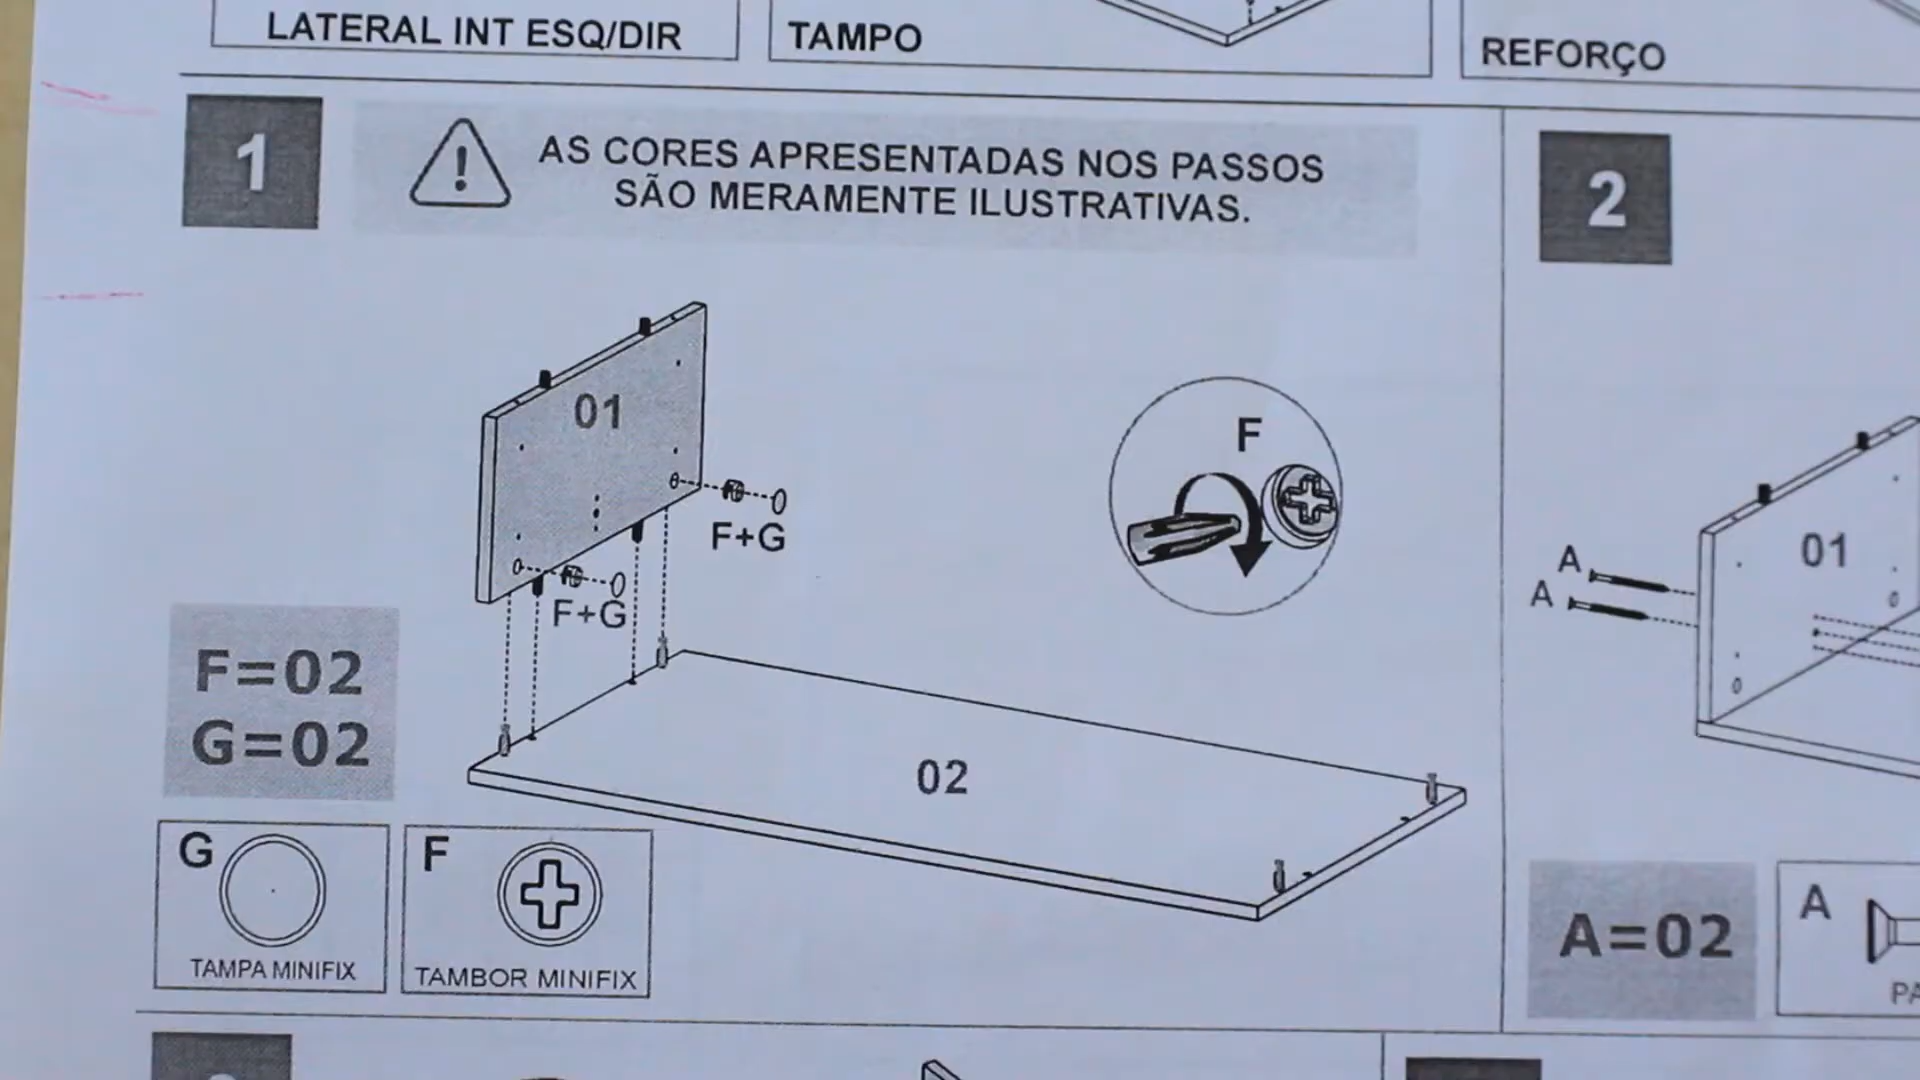 LATERAL INT ESQ/DIR
TAMPO
REFORÇO
1
AS CORES APRESENTADAS NOS PASSOS
SÃO MERAMENTE ILUSTRATIVAS.
01
F+G
F+G
F
02
F=02
G=02
G
TAMPA MINIFIX
F
TAMBOR MINIFIX
2
A
A
01
A=02
A